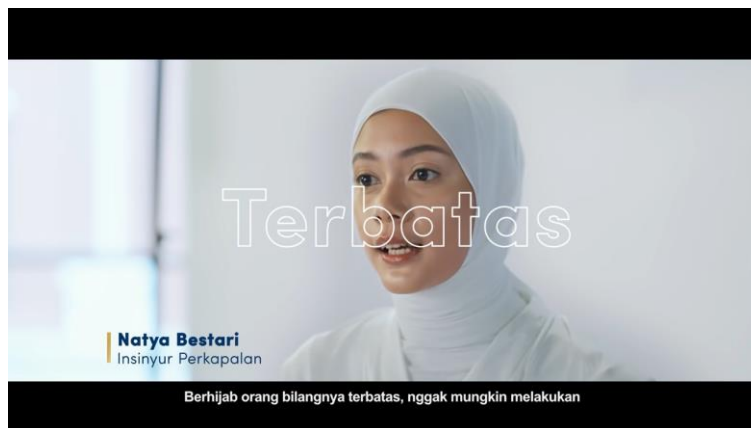 Terbatas
Natya Bestari
Insinyur Perkapalan
Berhijab orang bilangnya terbatas, nggak mungkin melakukan